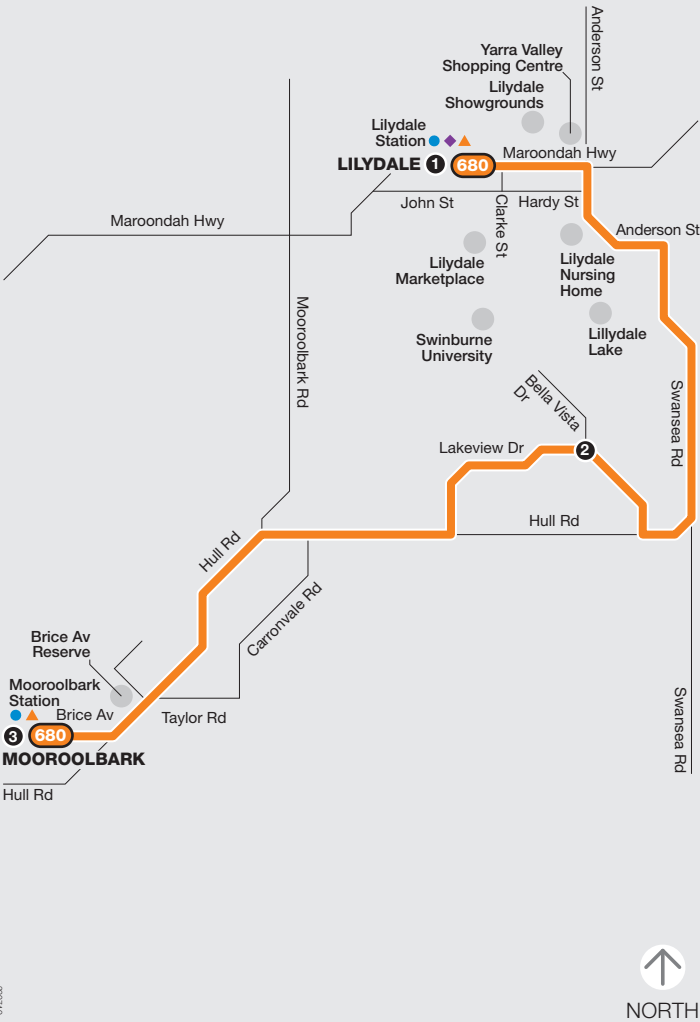 Anderson St
Yarra Valley
Shopping Centre
Lilydale
Showgrounds
Lilydale
Station
LILYDALE 1 680
Maroondah Hwy
John St
Clarke St
Hardy St
Maroondah Hwy
Anderson St
Lilydale
Marketplace
Lilydale
Nursing
Home
Mooroolbark Rd
Swinburne
University
Lillydale
Lake
Bella Vista
Dr
Swansea Rd
Lakeview Dr
2
Hull Rd
Hull Rd
Carronvale Rd
Brice Av
Reserve
Mooroolbark
Station
Brice Av
Taylor Rd
3 680
MOOROOLBARK
Swansea Rd
Hull Rd
NORTH